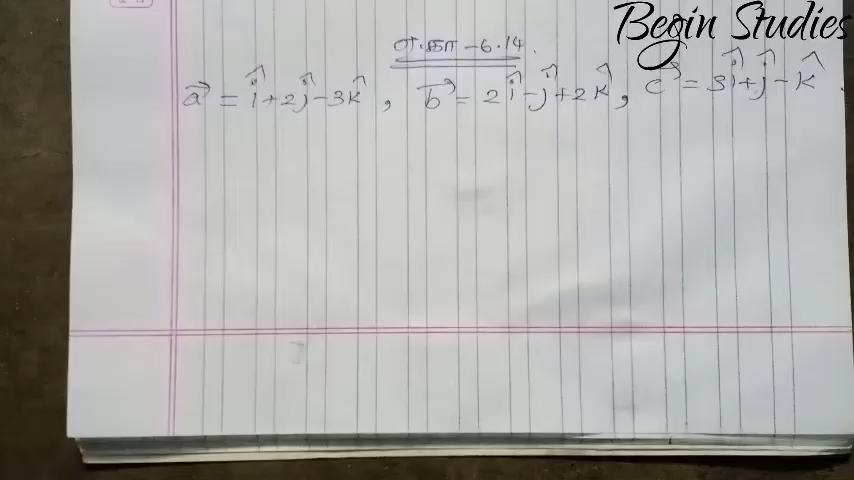 Begin Studies
எ.கா - 6.14.
a⃗ = î + 2ĵ - 3k̂ , b⃗ = 2î - ĵ + 2k̂ , c⃗ = 3î + ĵ - k̂ .